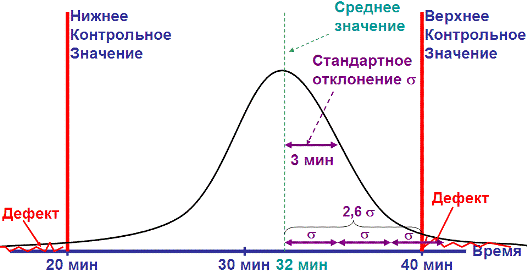 Нижнее
Контрольное
Значение
Среднее
значение
Верхнее
Контрольное
Значение
Стандартное
отклонение σ
3 мин
Дефект
2,6 σ
σ
σ
σ
Дефект
Время
20 мин
30 мин
32 мин
40 мин